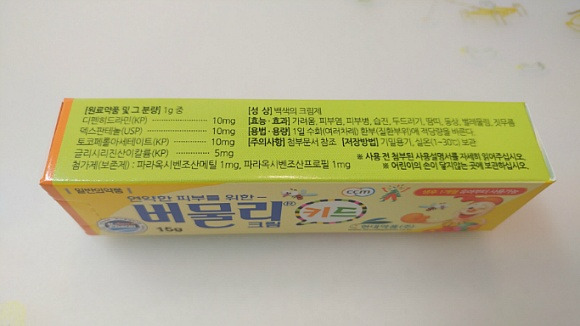 [원료약품 및 그 분량] 1g 중
디펜히드라민(KP) 10mg
덱스판테놀(USP) 10mg
토코페롤아세테이트(KP) 10mg
글리시리진산이칼륨(KP) 5mg
첨가제(보존제) : 파라옥시벤조산메틸 1mg, 파라옥시벤조산프로필 1mg
[성 상] 백색의 크림제
[효능·효과] 가려움, 피부염, 피부병, 습진, 두드러기, 땀띠, 동상, 벌레물림, 짓무름
[용법·용량] 1일 수회(여러차례) 환부(질환부위)에 적당량을 바른다.
[주의사항] 첨부문서 참조 [저장방법] 기밀용기, 실온(1~30℃) 보관
※ 사용 전 첨부된 사용설명서를 자세히 읽어주십시오.
※ 어린이의 손이 닿지않는 곳에 보관하십시오.
일반의약품
연약한 피부를 위한
버물리® 키드
크림
15g
ccm
현대약품(주)